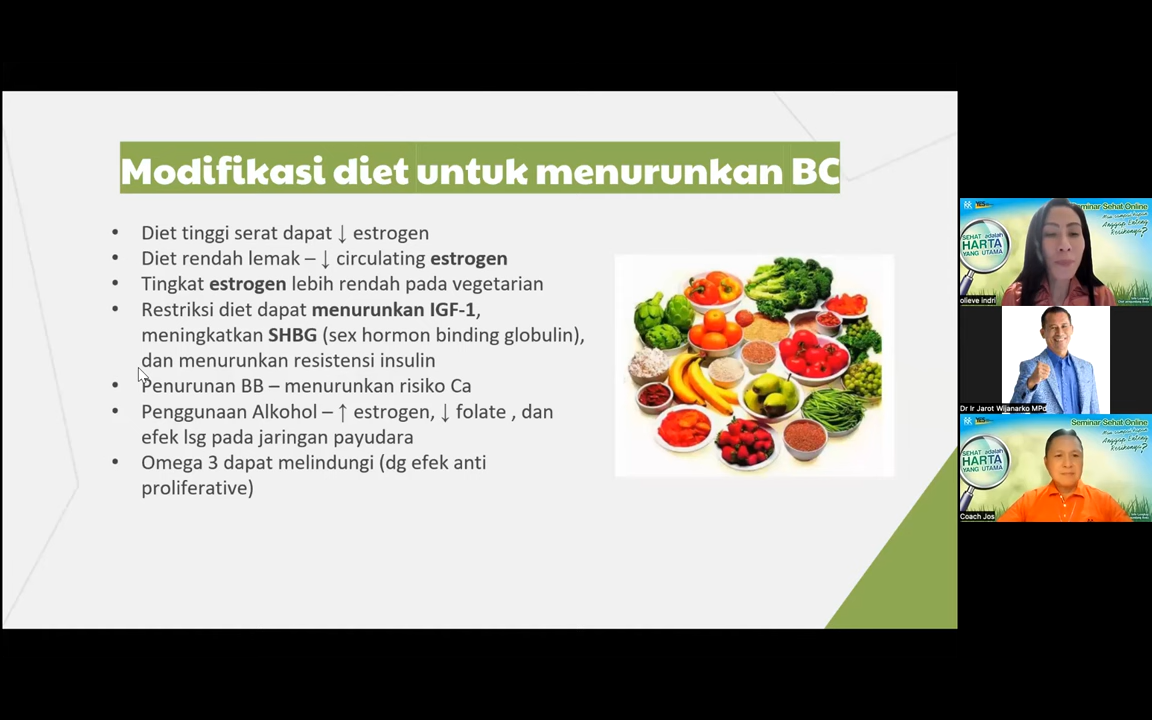 Modifikasi diet untuk menurunkan BC
• Diet tinggi serat dapat ↓ estrogen
• Diet rendah lemak – ↓ circulating estrogen
• Tingkat estrogen lebih rendah pada vegetarian
• Restriksi diet dapat menurunkan IGF-1,
meningkatkan SHBG (sex hormon binding globulin),
dan menurunkan resistensi insulin
• Penurunan BB – menurunkan risiko Ca
• Penggunaan Alkohol – ↑ estrogen, ↓ folate , dan
efek lsg pada jaringan payudara
• Omega 3 dapat melindungi (dg efek anti
proliferative)
Seminar Sehat Online
SEHAT adalah
HARTA
YANG UTAMA
olieve indri
Dr Ir Jarot Wijanarko MPd
Seminar Sehat Online
SEHAT adalah
HARTA
YANG UTAMA
Coach Jos